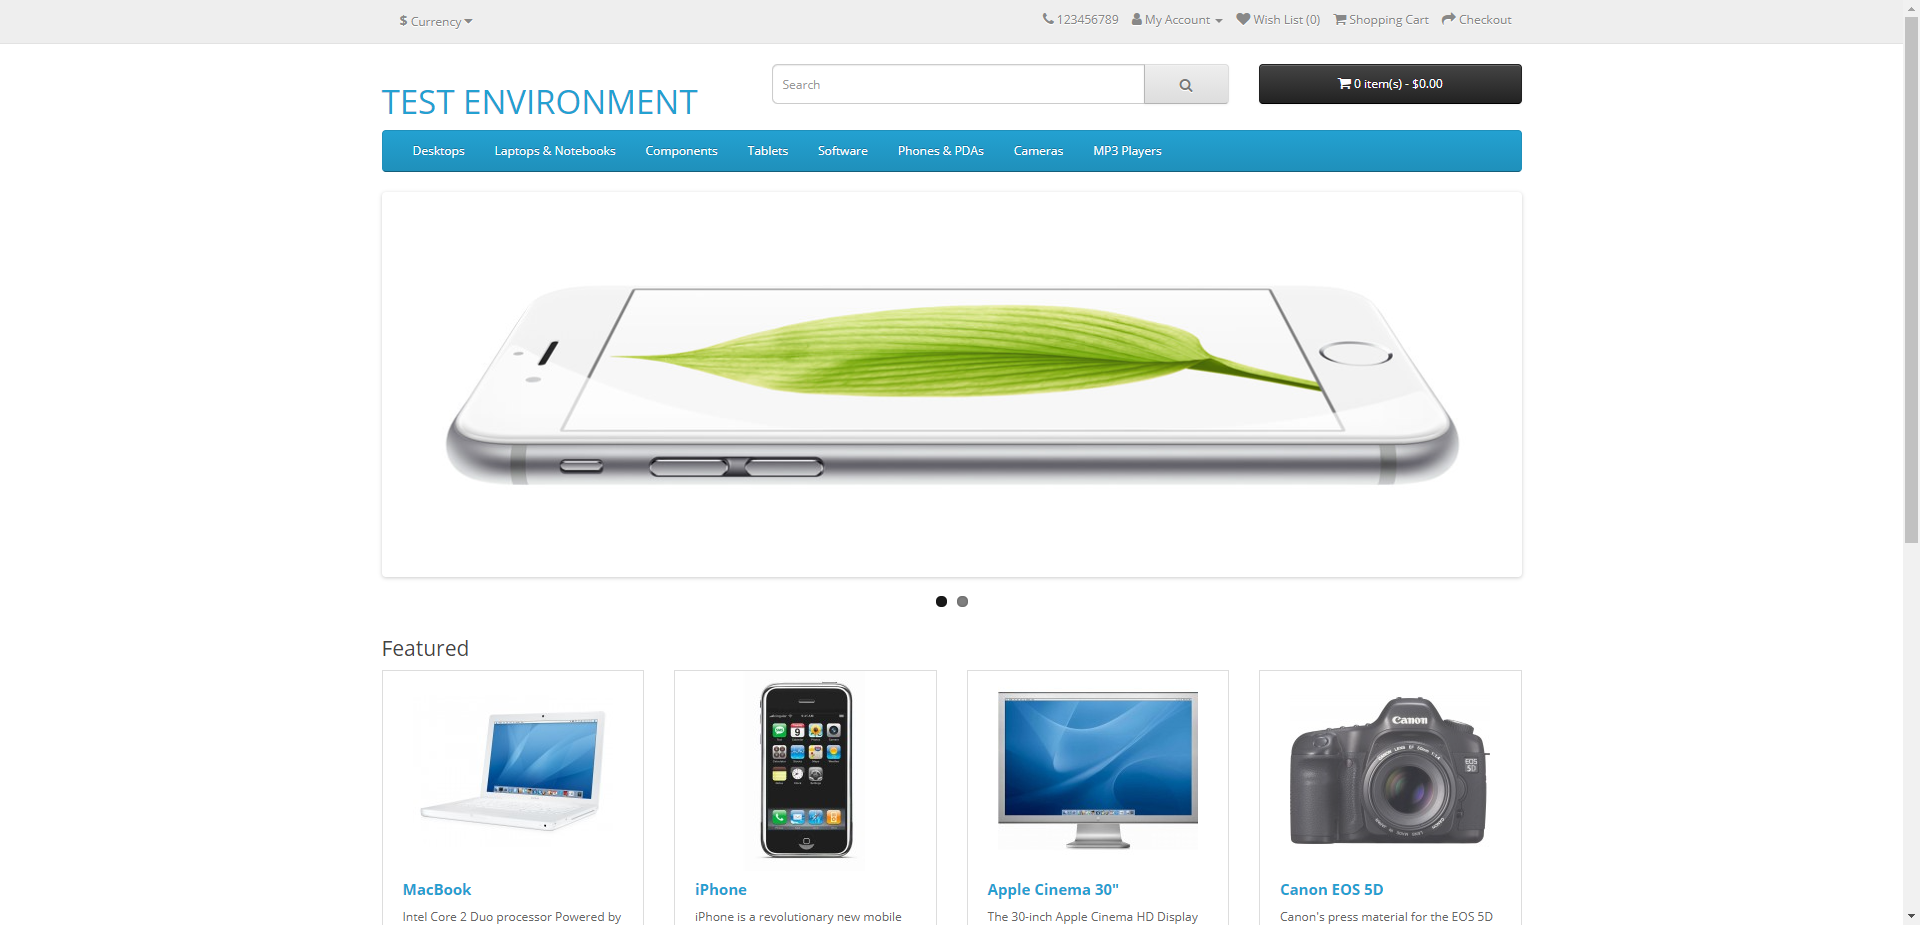 $ Currency
123456789 My Account Wish List (0) Shopping Cart Checkout
TEST ENVIRONMENT
Search
0 item(s) - $0.00
Desktops Laptops & Notebooks Components Tablets Software Phones & PDAs Cameras MP3 Players
Featured
Canon
EOS
5D
MacBook
Intel Core 2 Duo processor Powered by
iPhone
iPhone is a revolutionary new mobile
Apple Cinema 30"
The 30-inch Apple Cinema HD Display
Canon EOS 5D
Canon's press material for the EOS 5D